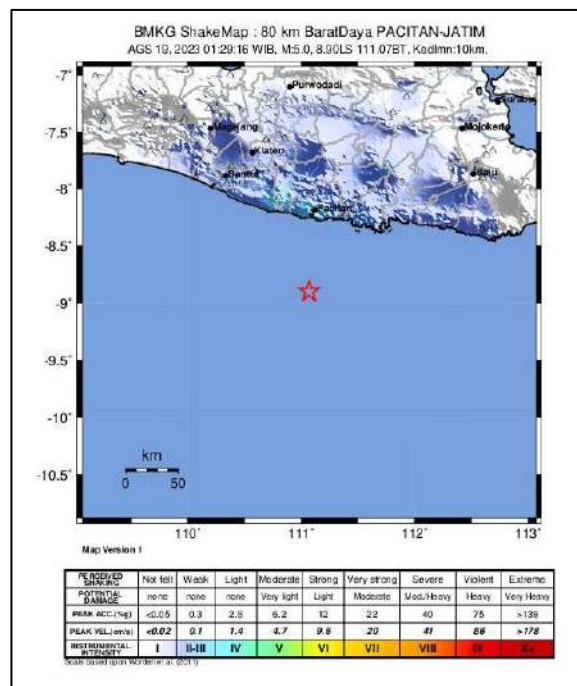 BMKG ShakeMap : 80 km BaratDaya PACITAN-JATIM
AGS 19, 2023 01:29:16 WIB, M:5.0, 8.90LS 111.07BT, Kedlmn:10km.
-7°
Purwodadi
-7.5°
Mojokerto
Klaten
Bantul
Batu
-8°
Pacitan
-8.5°
-9°
-9.5°
-10°
km
0 50
-10.5°
110° 111° 112° 113°
Map Version 1
PERCEIVED SHAKING Not felt Weak Light Moderate Strong Very strong Severe Violent Extreme
POTENTIAL DAMAGE none none none Very light Light Moderate Mod./Heavy Heavy Very Heavy
PEAK ACC.(%g) <0.05 0.3 2.8 6.2 12 22 40 75 >139
PEAK VEL.(cm/s) <0.02 0.1 1.4 4.7 9.6 20 41 86 >178
INSTRUMENTAL INTENSITY I II-III IV V VI VII VIII IX X+
Scale based upon Worden et al. (2011)